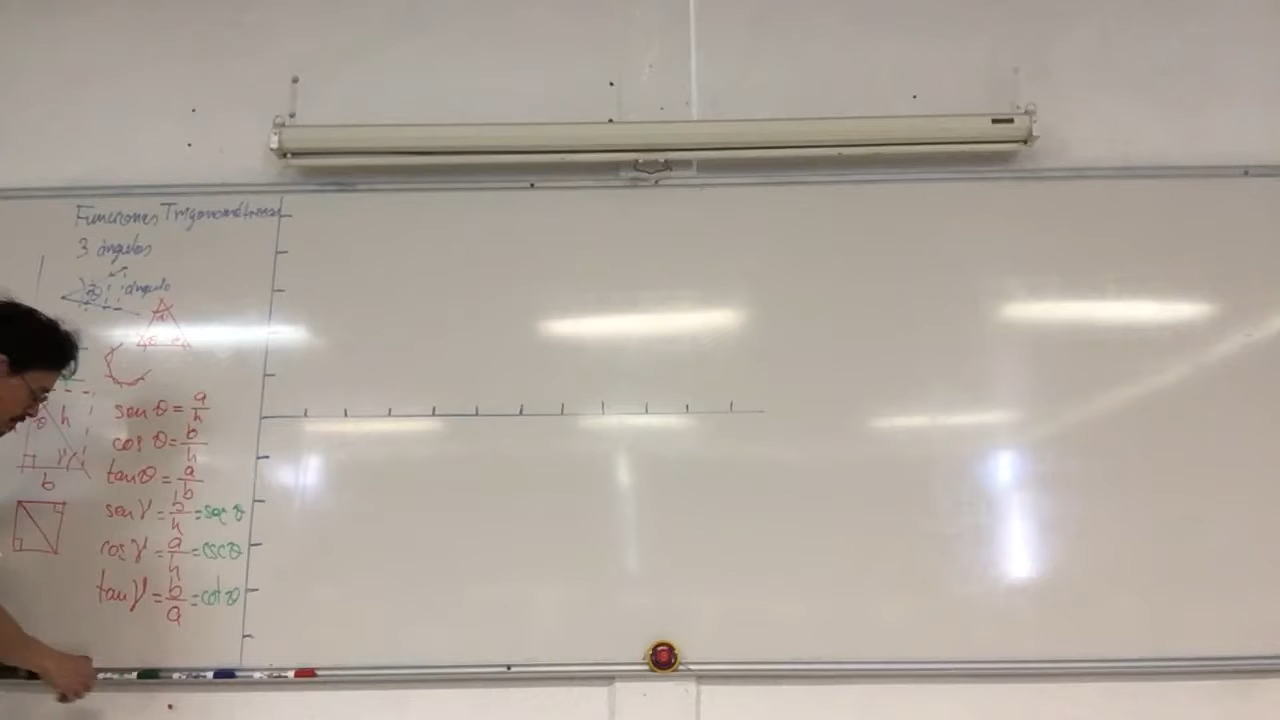 Funciones Trigonométricas
3 ángulos
ángulo
θ h
b
sen θ = a/h
cos θ = b/h
tan θ = a/b
sen γ = b/h = sec θ
cos γ = a/h = csc θ
tan γ = b/a = cot θ